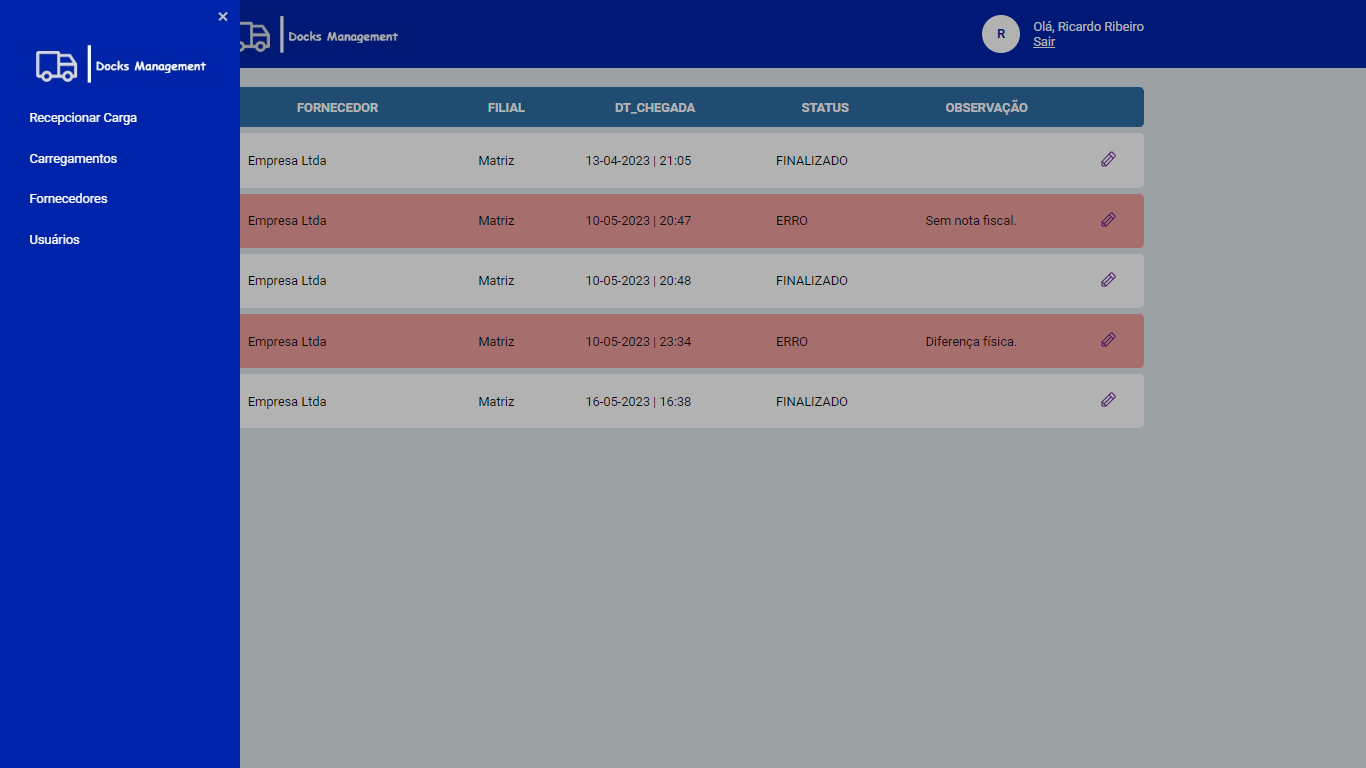 ×
Docks Management
Recepcionar Carga
Carregamentos
Fornecedores
Usuários
Docks Management
R
Olá, Ricardo Ribeiro
Sair
FORNECEDOR FILIAL DT_CHEGADA STATUS OBSERVAÇÃO
Empresa Ltda Matriz 13-04-2023 | 21:05 FINALIZADO
Empresa Ltda Matriz 10-05-2023 | 20:47 ERRO Sem nota fiscal.
Empresa Ltda Matriz 10-05-2023 | 20:48 FINALIZADO
Empresa Ltda Matriz 10-05-2023 | 23:34 ERRO Diferença física.
Empresa Ltda Matriz 16-05-2023 | 16:38 FINALIZADO